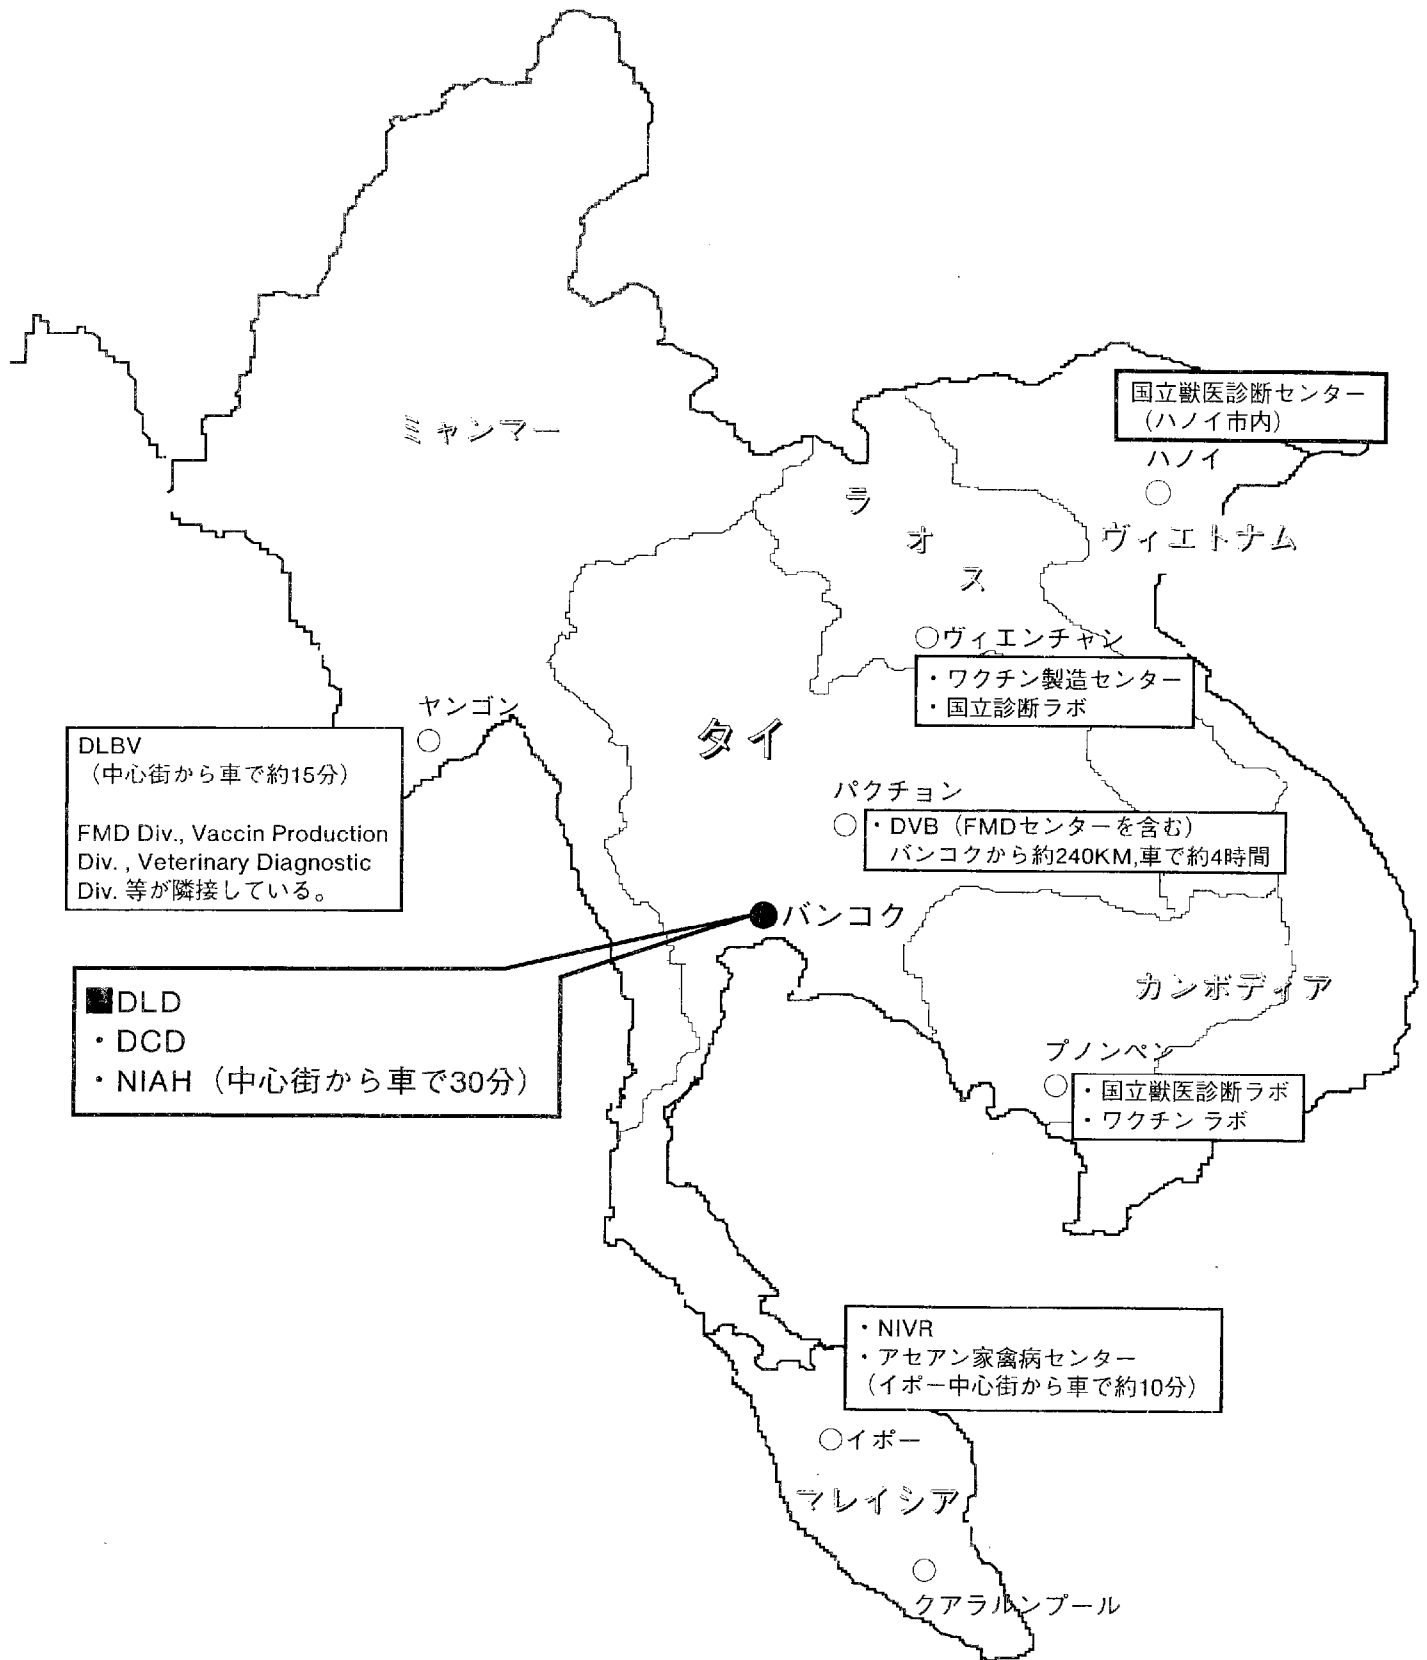 国立獣医診断センター
（ハノイ市内）
ハノイ
ミャンマー
ラオス
ヴィエトナム
ヴィエンチャン
・ワクチン製造センター
・国立診断ラボ
ヤンゴン
タイ
DLBV
（中心街から車で約15分）
FMD Div., Vaccin Production
Div. , Veterinary Diagnostic
Div. 等が隣接している。
パクチョン
・DVB（FMDセンターを含む）
バンコクから約240KM,車で約4時間
バンコク
■DLD
・DCD
・NIAH（中心街から車で30分）
カンボディア
プノンペン
・国立獣医診断ラボ
・ワクチン ラボ
・NIVR
・アセアン家禽病センター
（イポー中心街から車で約10分）
イポー
マレイシア
クアラルンプール